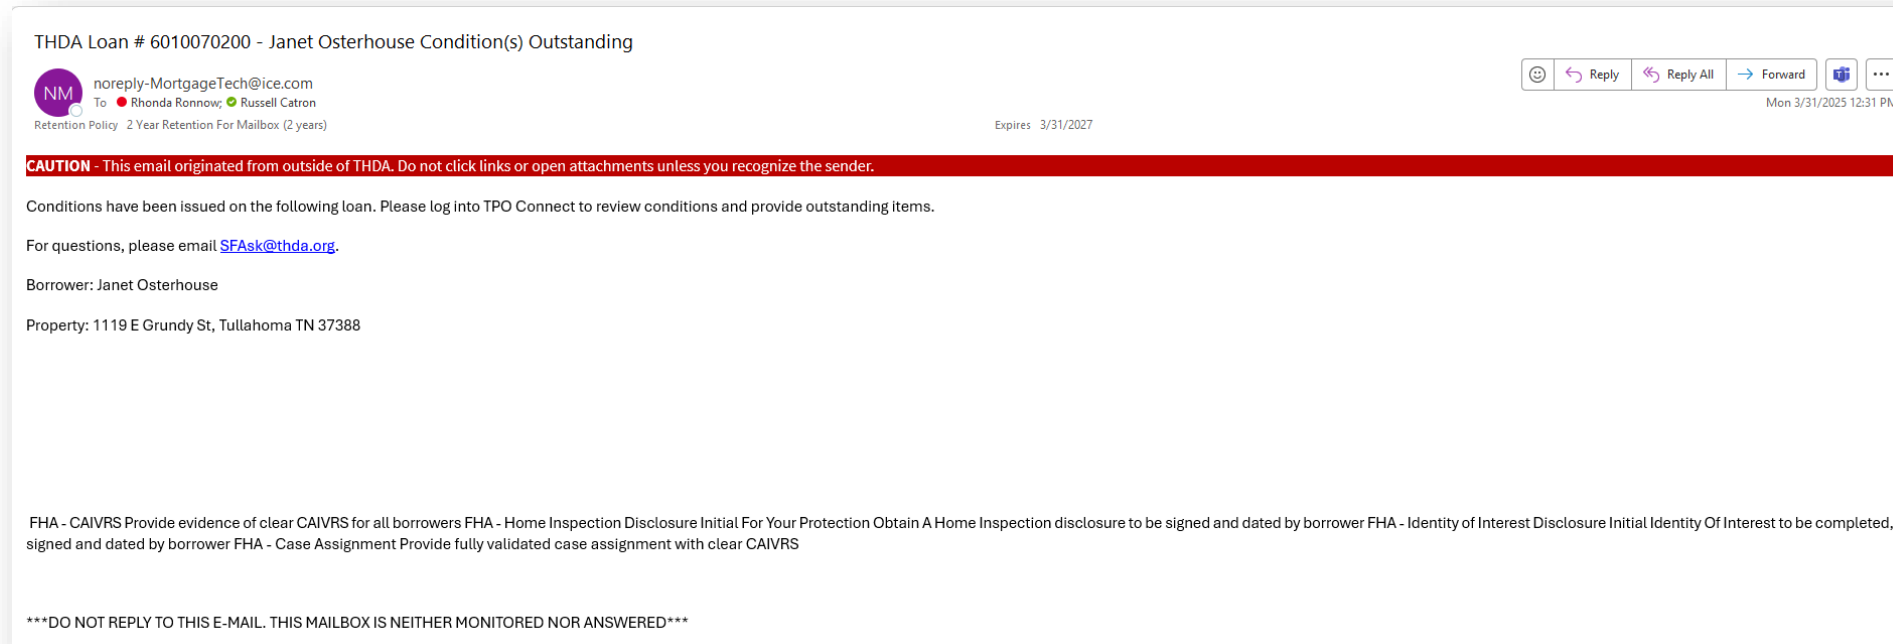 THDA Loan # 6010070200 - Janet Osterhouse Condition(s) Outstanding
NM
noreply-MortgageTech@ice.com
To Rhonda Ronnow; Russell Catron
Retention Policy 2 Year Retention For Mailbox (2 years)
Expires 3/31/2027
Reply
Reply All
Forward
Mon 3/31/2025 12:31 PM
CAUTION - This email originated from outside of THDA. Do not click links or open attachments unless you recognize the sender.
Conditions have been issued on the following loan. Please log into TPO Connect to review conditions and provide outstanding items.
For questions, please email SFAsk@thda.org.
Borrower: Janet Osterhouse
Property: 1119 E Grundy St, Tullahoma TN 37388
FHA - CAIVRS Provide evidence of clear CAIVRS for all borrowers FHA - Home Inspection Disclosure Initial For Your Protection Obtain A Home Inspection disclosure to be signed and dated by borrower FHA - Identity of Interest Disclosure Initial Identity Of Interest to be completed,
signed and dated by borrower FHA - Case Assignment Provide fully validated case assignment with clear CAIVRS
***DO NOT REPLY TO THIS E-MAIL. THIS MAILBOX IS NEITHER MONITORED NOR ANSWERED***